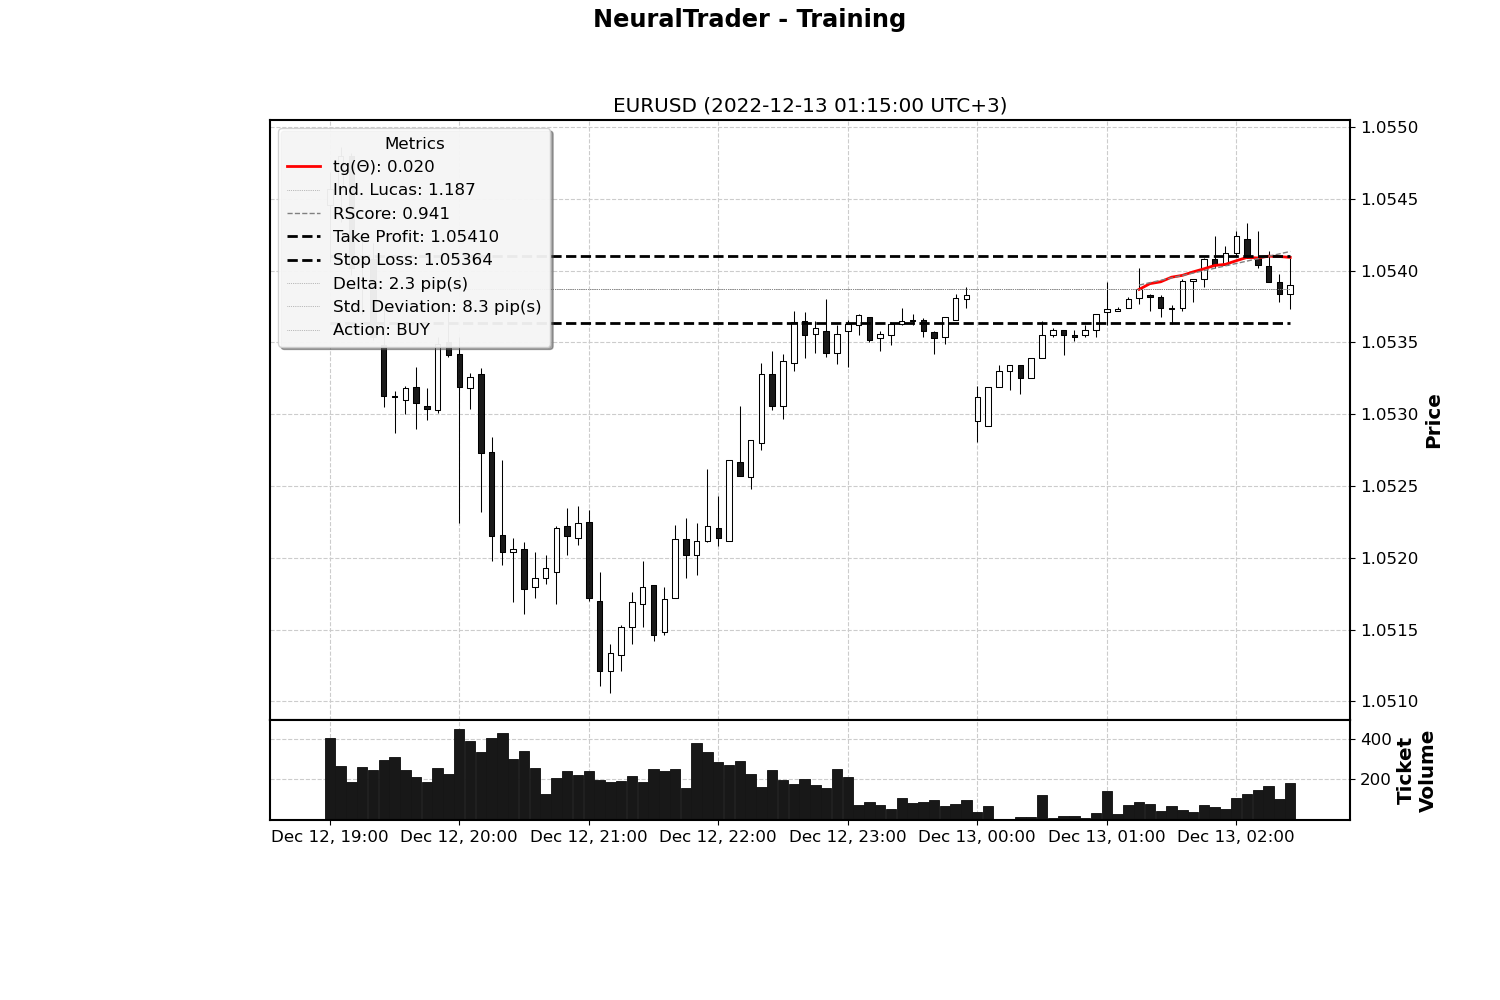 NeuralTrader - Training
EURUSD (2022-12-13 01:15:00 UTC+3)
Metrics
tg(Θ): 0.020
Ind. Lucas: 1.187
RScore: 0.941
Take Profit: 1.05410
Stop Loss: 1.05364
Delta: 2.3 pip(s)
Std. Deviation: 8.3 pip(s)
Action: BUY
1.0550
1.0545
1.0540
1.0535
1.0530
1.0525
1.0520
1.0515
1.0510
Price
400
200
Ticket
Volume
Dec 12, 19:00 Dec 12, 20:00 Dec 12, 21:00 Dec 12, 22:00 Dec 12, 23:00 Dec 13, 00:00 Dec 13, 01:00 Dec 13, 02:00